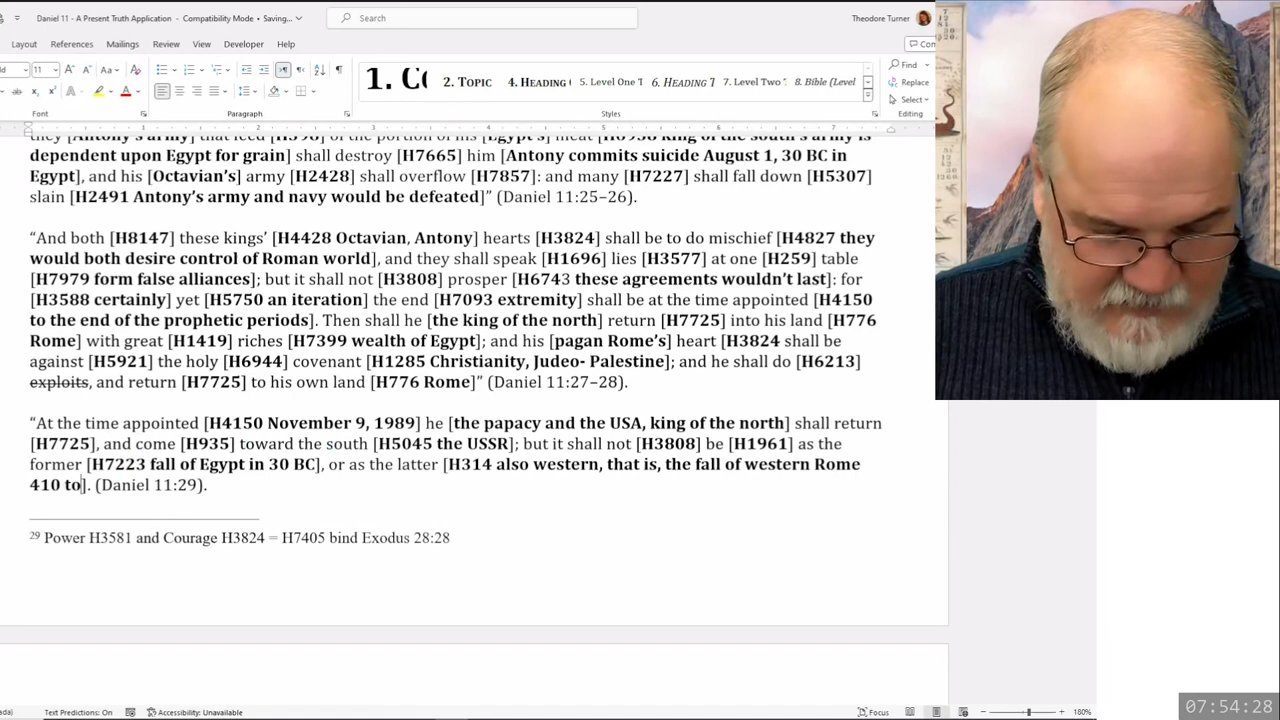 Daniel 11 - A Present Truth Application - Compatibility Mode • Saving...
Search
Theodore Turner
Layout References Mailings Review View Developer Help
11
Aa
1. Co 2. Topic 4. Heading 5. Level One T 6. Heading T 7. Level Two 8. Bible (Level
Find
Replace
Select
Font Paragraph Styles Editing
dependent upon Egypt for grain] shall destroy [H7665] him [Antony commits suicide August 1, 30 BC in
Egypt], and his [Octavian’s] army [H2428] shall overflow [H7857]: and many [H7227] shall fall down [H5307]
slain [H2491 Antony’s army and navy would be defeated]” (Daniel 11:25–26).
“And both [H8147] these kings’ [H4428 Octavian, Antony] hearts [H3824] shall be to do mischief [H4827 they
would both desire control of Roman world], and they shall speak [H1696] lies [H3577] at one [H259] table
[H7979 form false alliances]; but it shall not [H3808] prosper [H6743 these agreements wouldn’t last]: for
[H3588 certainly] yet [H5750 an iteration] the end [H7093 extremity] shall be at the time appointed [H4150
to the end of the prophetic periods]. Then shall he [the king of the north] return [H7725] into his land [H776
Rome] with great [H1419] riches [H7399 wealth of Egypt]; and his [pagan Rome’s] heart [H3824 shall be
against [H5921] the holy [H6944] covenant [H1285 Christianity, Judeo- Palestine]; and he shall do [H6213]
exploits, and return [H7725] to his own land [H776 Rome]” (Daniel 11:27–28).
“At the time appointed [H4150 November 9, 1989] he [the papacy and the USA, king of the north] shall return
[H7725], and come [H935] toward the south [H5045 the USSR]; but it shall not [H3808] be [H1961] as the
former [H7223 fall of Egypt in 30 BC], or as the latter [H314 also western, that is, the fall of western Rome
410 to]. (Daniel 11:29).
29 Power H3581 and Courage H3824 = H7405 bind Exodus 28:28
Text Predictions: On Accessibility: Unavailable Focus 180%
07:54:28